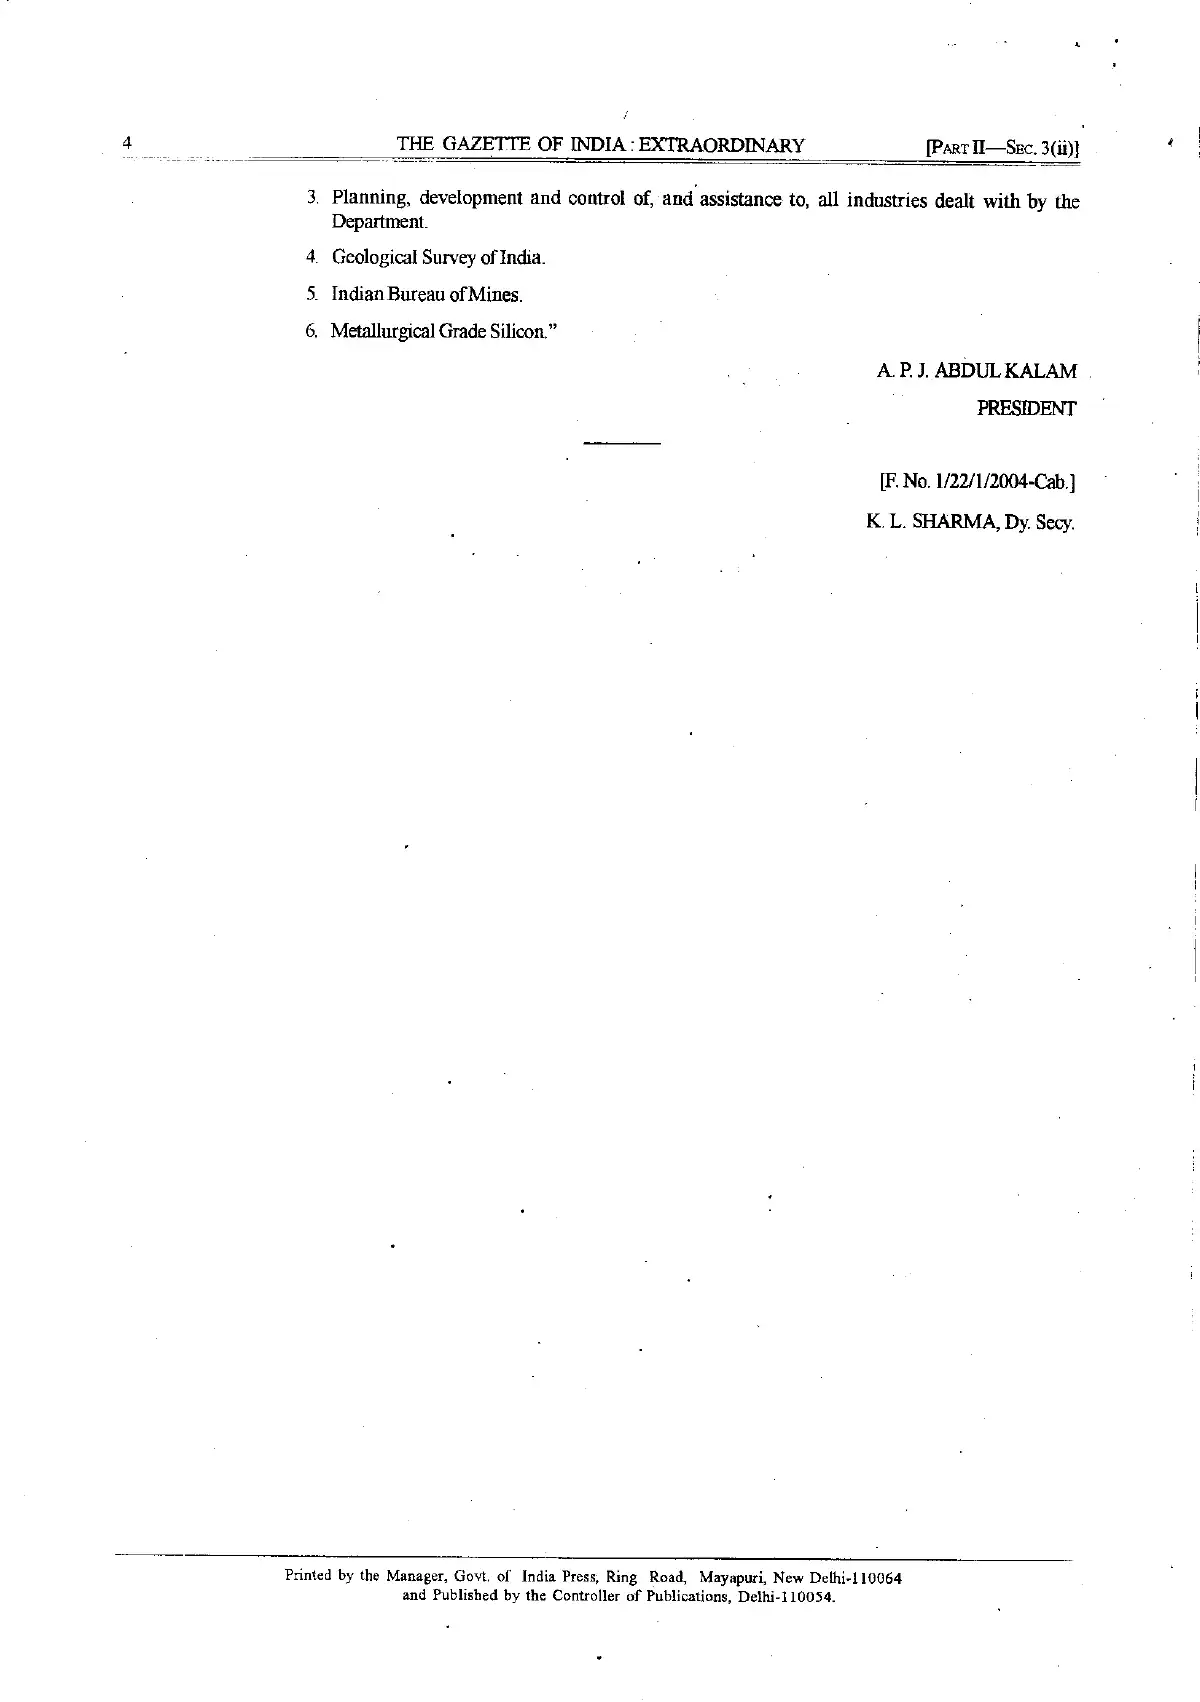 4
THE GAZETTE OF INDIA : EXTRAORDINARY
[PART II—SEC. 3(ii)]
3. Planning, development and control of, and assistance to, all industries dealt with by the
Department.
4. Geological Survey of India.
5. Indian Bureau of Mines.
6. Metallurgical Grade Silicon.”
A. P. J. ABDUL KALAM
PRESIDENT
[F. No. 1/22/1/2004-Cab.]
K. L. SHARMA, Dy. Secy.
Printed by the Manager, Govt. of India Press, Ring Road, Mayapuri, New Delhi-110064
and Published by the Controller of Publications, Delhi-110054.